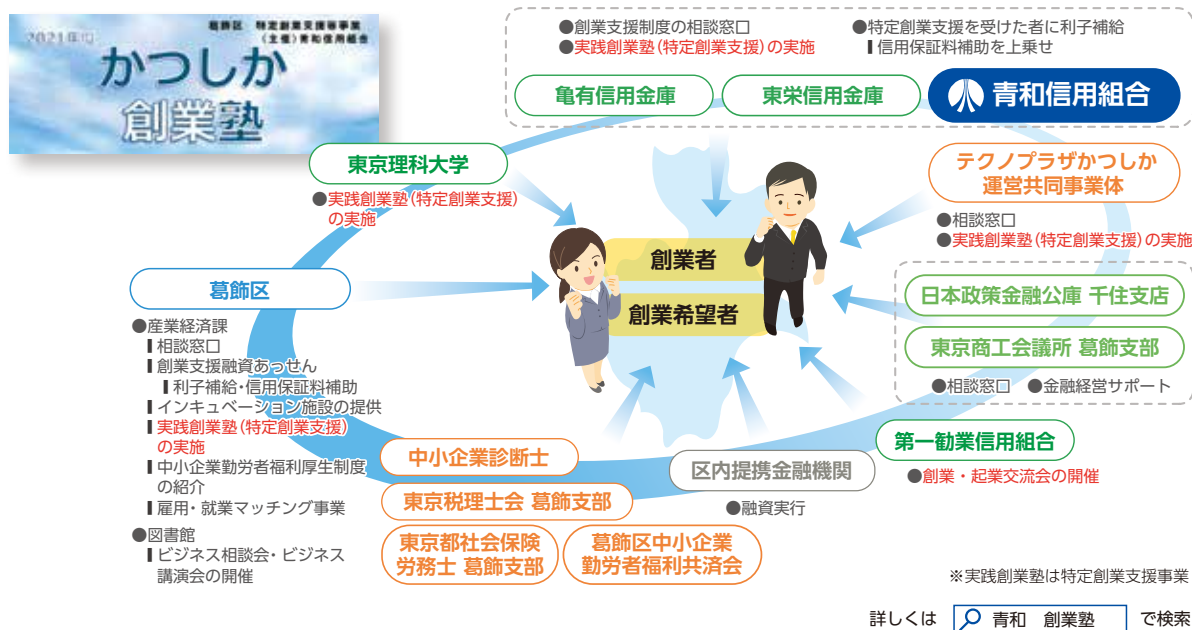 2021年度
葛飾区 特定創業支援等事業
(主催)青和信用組合
かつしか
創業塾
●創業支援制度の相談窓口
●実践創業塾(特定創業支援)の実施
●特定創業支援を受けた者に利子補給
┃信用保証料補助を上乗せ
亀有信用金庫
東栄信用金庫
青和信用組合
東京理科大学
●実践創業塾(特定創業支援)
の実施
テクノプラザかつしか
運営共同事業体
●相談窓口
●実践創業塾(特定創業支援)の実施
創業者
創業希望者
葛飾区
●産業経済課
┃相談窓口
┃創業支援融資あっせん
┃利子補給・信用保証料補助
┃インキュベーション施設の提供
┃実践創業塾(特定創業支援)
の実施
┃中小企業勤労者福利厚生制度
の紹介
┃雇用・就業マッチング事業
●図書館
┃ビジネス相談会・ビジネス
講演会の開催
日本政策金融公庫 千住支店
東京商工会議所 葛飾支部
●相談窓口 ●金融経営サポート
第一勧業信用組合
●創業・起業交流会の開催
中小企業診断士
東京税理士会 葛飾支部
東京都社会保険
労務士 葛飾支部
葛飾区中小企業
勤労者福利共済会
区内提携金融機関
●融資実行
※実践創業塾は特定創業支援事業
詳しくは 青和 創業塾 で検索